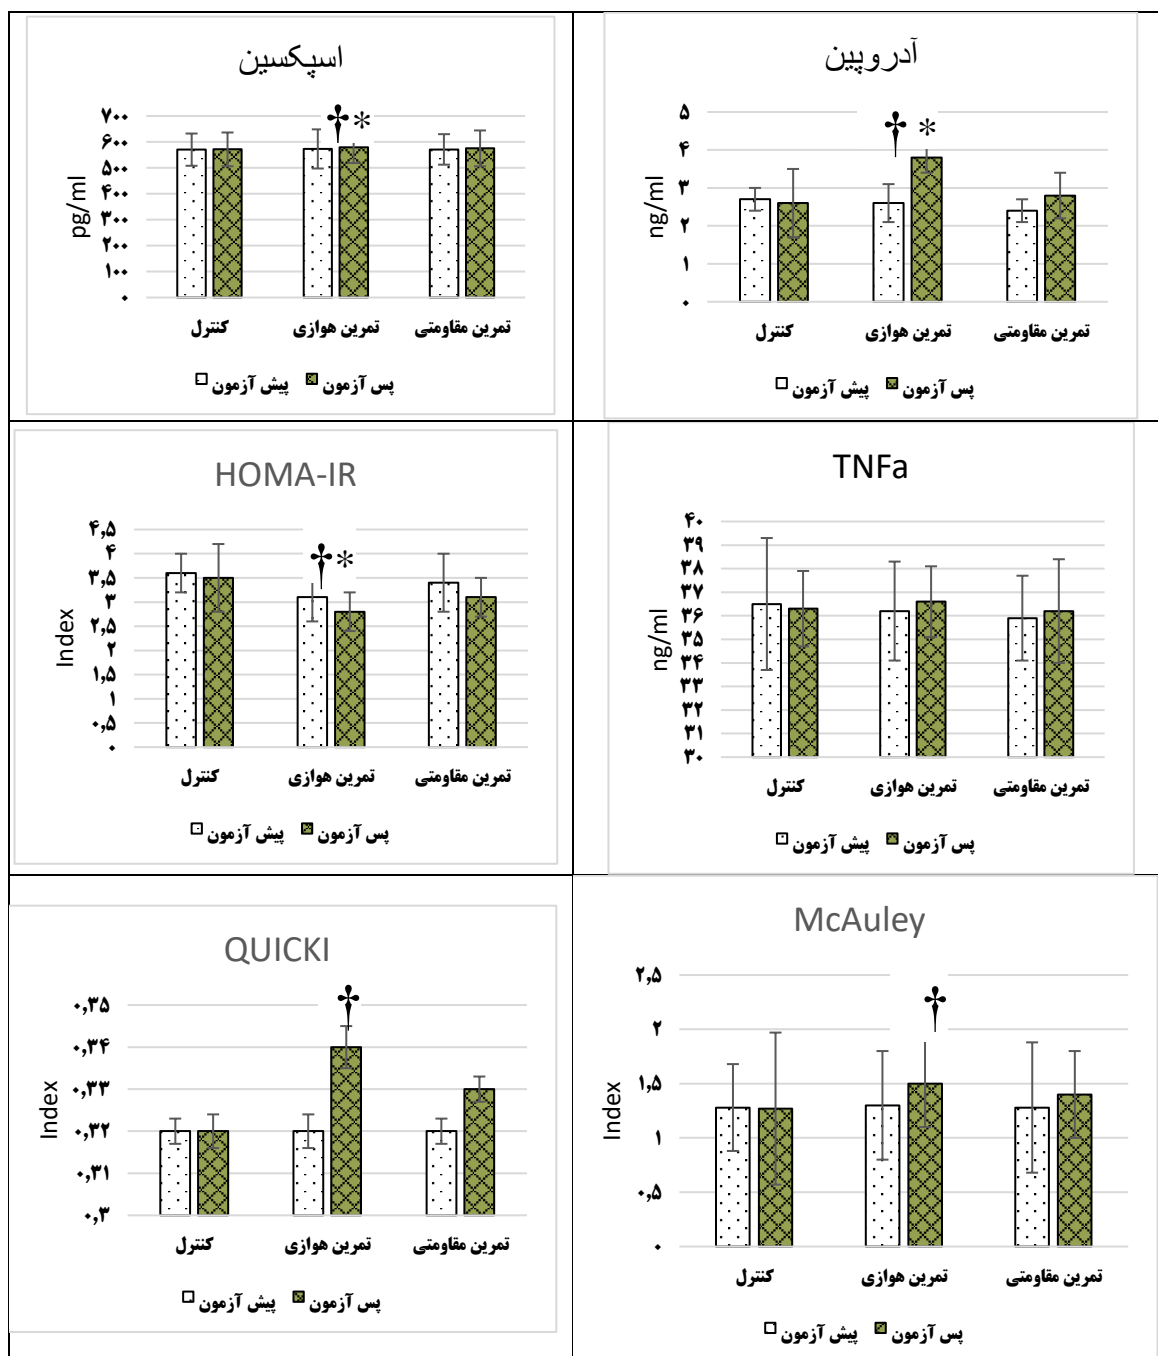 اسپکسین
†*
pg/ml
۷۰۰
۶۰۰
۵۰۰
۴۰۰
۳۰۰
۲۰۰
۱۰۰
۰
کنترل
تمرین هوازی
تمرین مقاومتی
پیش آزمون
پس آزمون
آدروپین
† *
ng/ml
۵
۴
۳
۲
۱
۰
کنترل
تمرین هوازی
تمرین مقاومتی
پیش آزمون
پس آزمون
HOMA-IR
†*
Index
۴,۵
۴
۳,۵
۳
۲,۵
۲
۱,۵
۱
۰,۵
۰
کنترل
تمرین هوازی
تمرین مقاومتی
پیش آزمون
پس آزمون
TNFa
ng/ml
۴۰
۳۹
۳۸
۳۷
۳۶
۳۵
۳۴
۳۳
۳۲
۳۱
۳۰
کنترل
تمرین هوازی
تمرین مقاومتی
پیش آزمون
پس آزمون
QUICKI
†
Index
۰,۳۵
۰,۳۴
۰,۳۳
۰,۳۲
۰,۳۱
۰,۳
کنترل
تمرین هوازی
تمرین مقاومتی
پیش آزمون
پس آزمون
McAuley
†
Index
۲,۵
۲
۱,۵
۱
۰,۵
۰
کنترل
تمرین هوازی
تمرین مقاومتی
پیش آزمون
پس آزمون